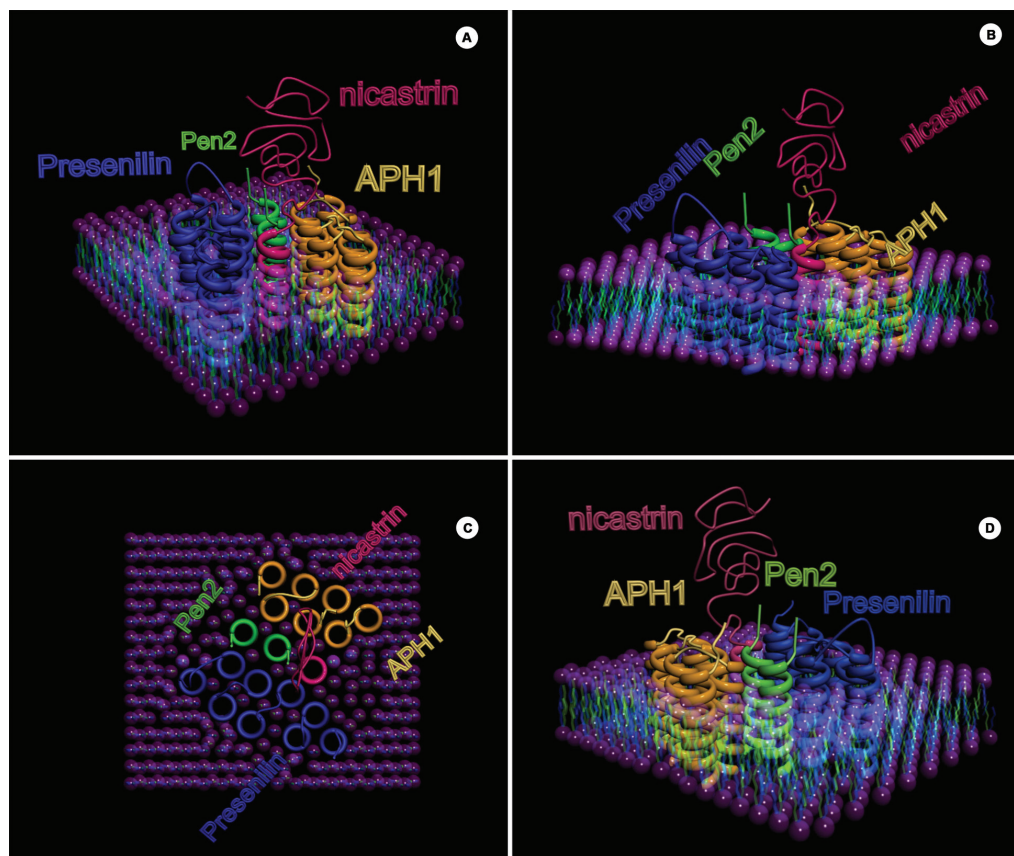 A
nicastrin
Pen2
Presenilin
APH1
B
nicastrin
Pen2
Presenilin
APH1
C
nicastrin
Pen2
APH1
Presenilin
D
nicastrin
Pen2
APH1
Presenilin